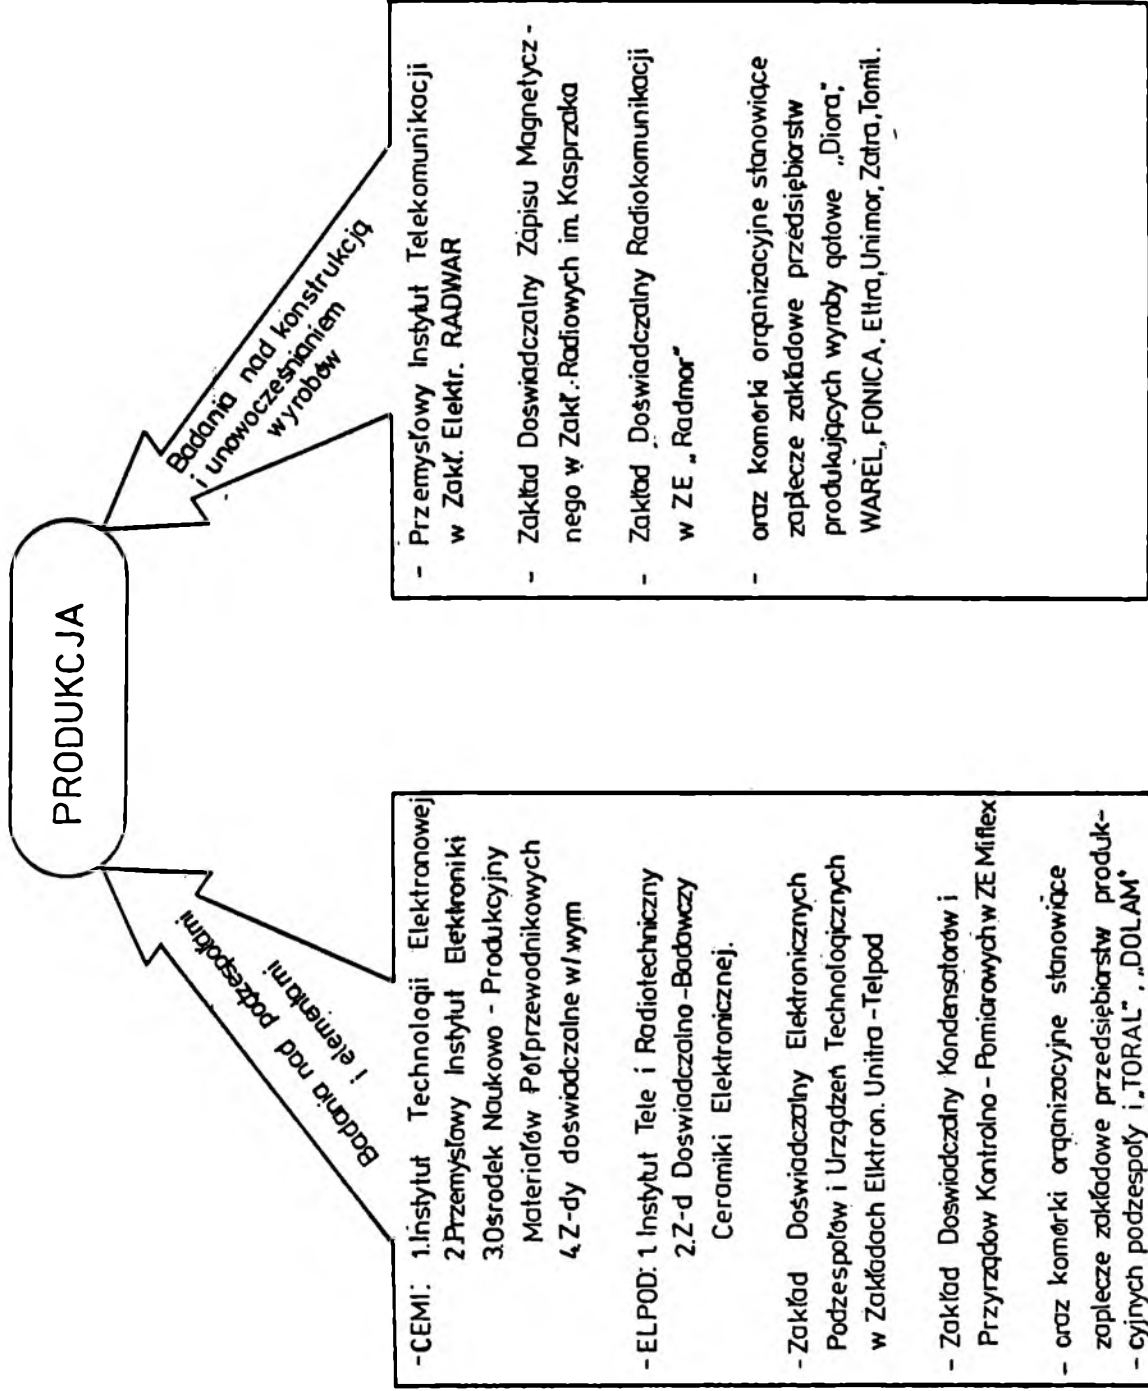 PRODUKCJA
Badania nad podzespołami
i elementami
-CEMI: 1.Instytut Technologii Elektronowej
2.Przemysłowy Instytut Elektroniki
3.Ośrodek Naukowo - Produkcyjny
Materiałów Półprzewodnikowych
4.Z-dy doświadczalne w/wym
-ELPOD: 1. Instytut Tele i Radiotechniczny
2.Z-d Doświadczalno-Badawczy
Ceramiki Elektronicznej.
-Zakład Doświadczalny Elektronicznych
Podzespołów i Urządzeń Technologicznych
w Zakładach Elktron. Unitra-Telpod
- Zakład Doświadczalny Kondensatorów i
Przyrządow Kontrolno-Pomiarowych w ZE Miflex
- oraz komórki organizacyjne stanowiące
zaplecze zakładowe przedsiębiorstw produk-
- cyjnych podzespoły i „TORAL”, „DOLAM”
Badania nad konstrukcją
i unowocześnianiem
wyrobów
- Przemysłowy Instytut Telekomunikacji
w Zakł. Elektr. RADWAR
- Zakład Doświadczalny Zapisu Magnetycz-
nego w Zakł. Radiowych im. Kasprzaka
- Zakład Doświadczalny Radiokomunikacji
w ZE „Radmor”
- oraz komórki organizacyjne stanowiące
zaplecze zakładowe przedsiębiorstw
produkujących wyroby gotowe „Diora”,
WAREL, FONICA, Eltra, Unimor, Zatra, Tomil.